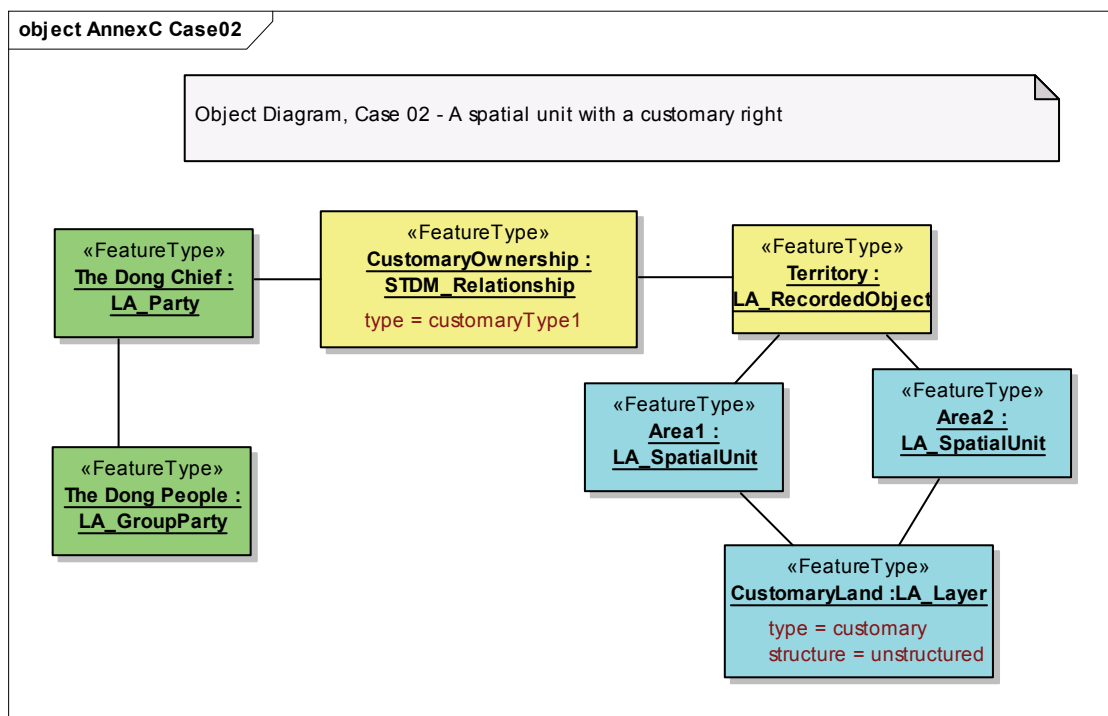 object AnnexC Case02
Object Diagram, Case 02 - A spatial unit with a customary right
«FeatureType»
The Dong Chief :
LA_Party
«FeatureType»
CustomaryOwnership :
STDM_Relationship
type = customaryType1
«FeatureType»
Territory :
LA_RecordedObject
«FeatureType»
Area1 :
LA_SpatialUnit
«FeatureType»
Area2 :
LA_SpatialUnit
«FeatureType»
The Dong People :
LA_GroupParty
«FeatureType»
CustomaryLand :LA_Layer
type = customary
structure = unstructured